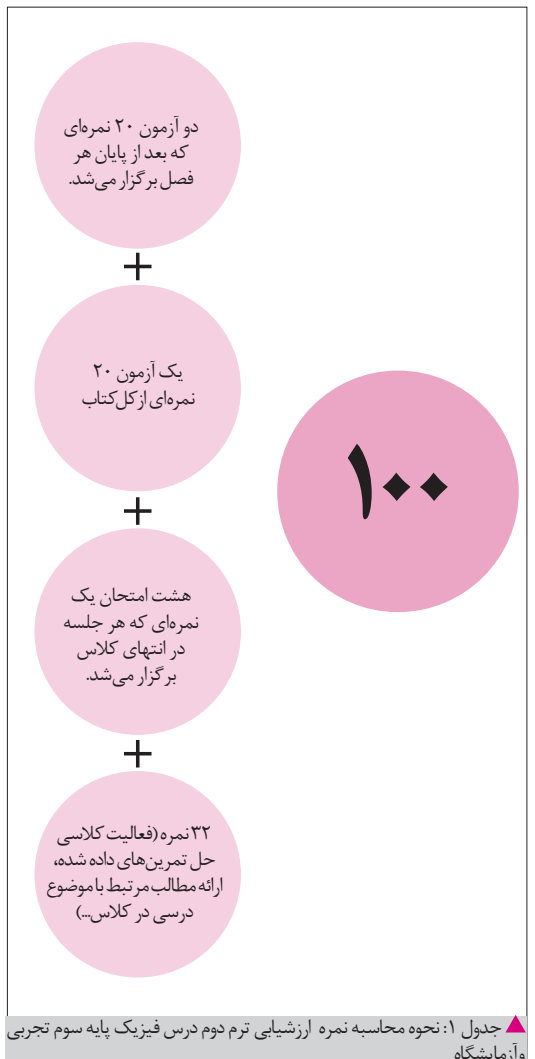 دو آزمون ۲۰ نمره‌ای
که بعد از پایان هر
فصل برگزار می‌شد.
+
یک آزمون ۲۰
نمره‌ای از کل کتاب
+
هشت امتحان یک
نمره‌ای که هر جلسه
در انتهای کلاس
برگزار می‌شد.
+
۳۲ نمره (فعالیت کلاسی
حل تمرین‌های داده شده،
ارائه مطالب مرتبط با موضوع
درسی در کلاس...)
۱۰۰
▲ جدول ۱: نحوه محاسبه نمره ارزشیابی ترم دوم درس فیزیک پایه سوم تجربی
وآزمایشگاه